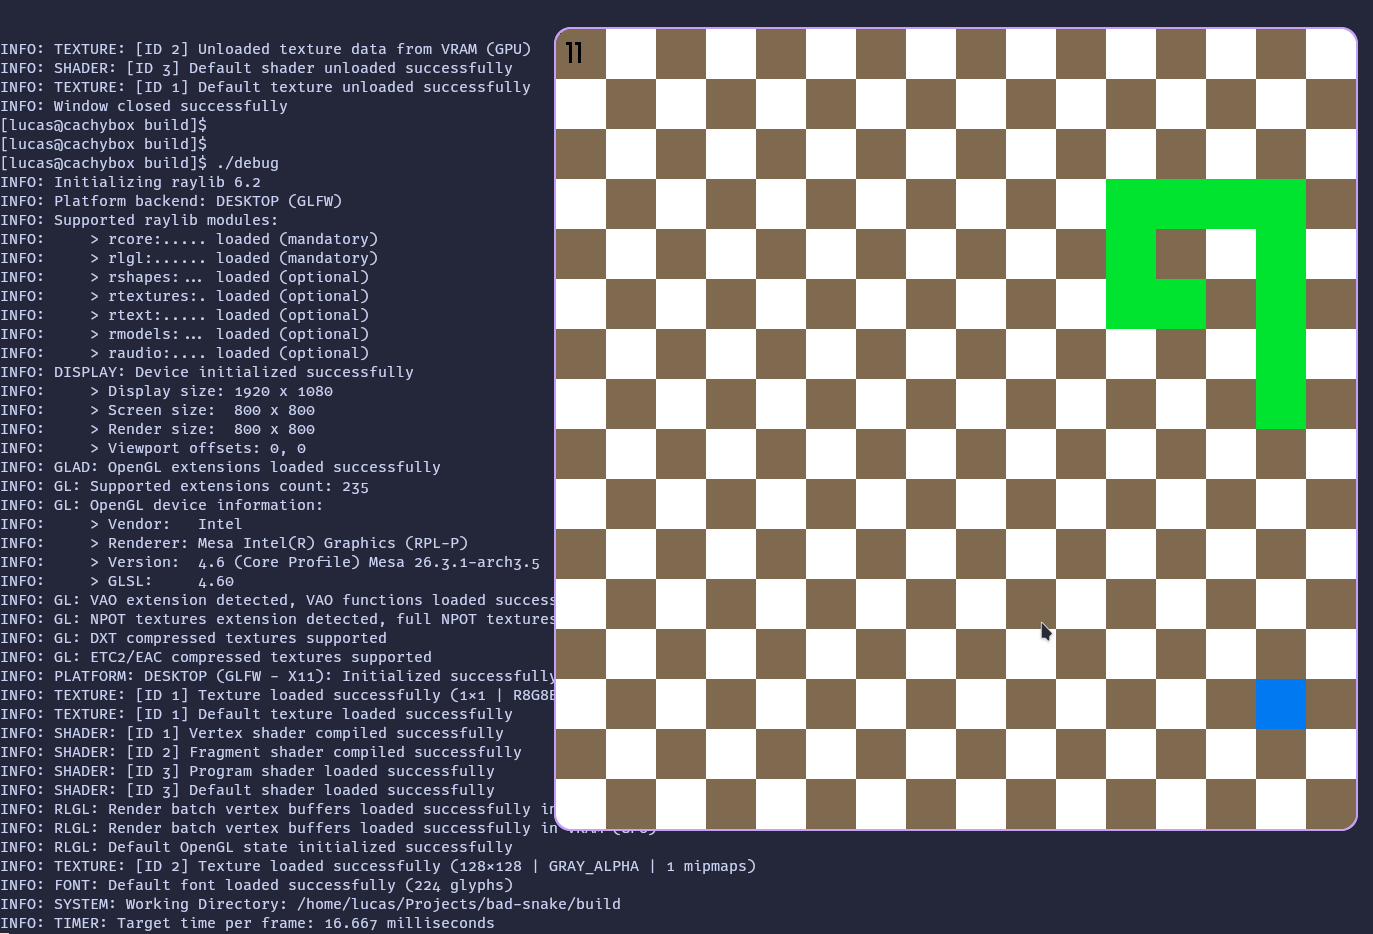 INFO: TEXTURE: [ID 2] Unloaded texture data from VRAM (GPU)
INFO: SHADER: [ID 3] Default shader unloaded successfully
INFO: TEXTURE: [ID 1] Default texture unloaded successfully
INFO: Window closed successfully
[lucas@cachybox build]$
[lucas@cachybox build]$
[lucas@cachybox build]$ ./debug
INFO: Initializing raylib 6.2
INFO: Platform backend: DESKTOP (GLFW)
INFO: Supported raylib modules:
INFO:     > rcore:..... loaded (mandatory)
INFO:     > rlgl:...... loaded (mandatory)
INFO:     > rshapes:... loaded (optional)
INFO:     > rtextures:. loaded (optional)
INFO:     > rtext:..... loaded (optional)
INFO:     > rmodels:... loaded (optional)
INFO:     > raudio:.... loaded (optional)
INFO: DISPLAY: Device initialized successfully
INFO:     > Display size: 1920 x 1080
INFO:     > Screen size:  800 x 800
INFO:     > Render size:  800 x 800
INFO:     > Viewport offsets: 0, 0
INFO: GLAD: OpenGL extensions loaded successfully
INFO: GL: Supported extensions count: 235
INFO: GL: OpenGL device information:
INFO:     > Vendor:   Intel
INFO:     > Renderer: Mesa Intel(R) Graphics (RPL-P)
INFO:     > Version:  4.6 (Core Profile) Mesa 26.3.1-arch3.5
INFO:     > GLSL:     4.60
INFO: GL: VAO extension detected, VAO functions loaded success
INFO: GL: NPOT textures extension detected, full NPOT textures
INFO: GL: DXT compressed textures supported
INFO: GL: ETC2/EAC compressed textures supported
INFO: PLATFORM: DESKTOP (GLFW - X11): Initialized successfully
INFO: TEXTURE: [ID 1] Texture loaded successfully (1x1 | R8G8
INFO: TEXTURE: [ID 1] Default texture loaded successfully
INFO: SHADER: [ID 1] Vertex shader compiled successfully
INFO: SHADER: [ID 2] Fragment shader compiled successfully
INFO: SHADER: [ID 3] Program shader loaded successfully
INFO: SHADER: [ID 3] Default shader loaded successfully
INFO: RLGL: Render batch vertex buffers loaded successfully in
INFO: RLGL: Render batch vertex buffers loaded successfully in
INFO: RLGL: Default OpenGL state initialized successfully
INFO: TEXTURE: [ID 2] Texture loaded successfully (128x128 | GRAY_ALPHA | 1 mipmaps)
INFO: FONT: Default font loaded successfully (224 glyphs)
INFO: SYSTEM: Working Directory: /home/lucas/Projects/bad-snake/build
INFO: TIMER: Target time per frame: 16.667 milliseconds
11